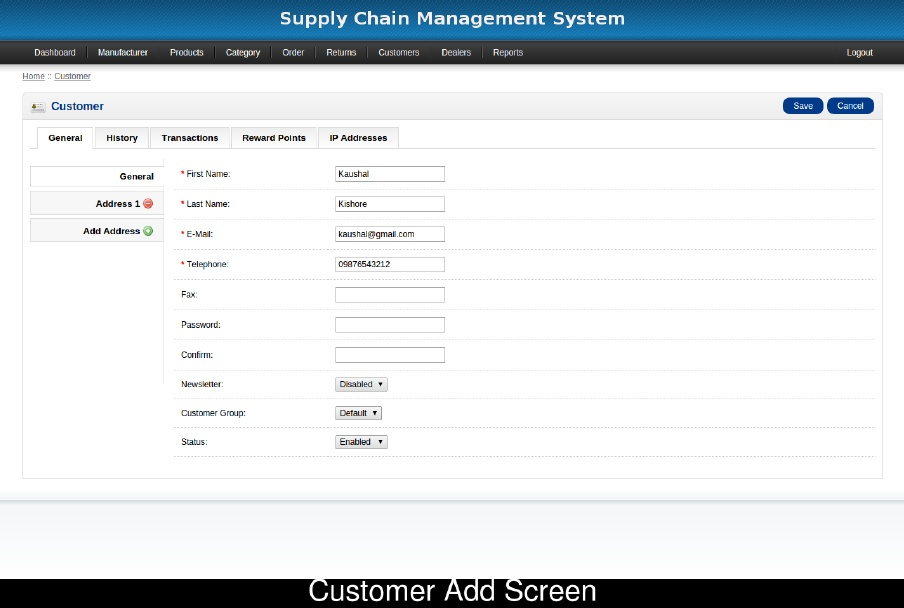 Supply Chain Management System
Dashboard Manufacturer Products Category Order Returns Customers Dealers Reports Logout
Home :: Customer
Customer Save Cancel
General History Transactions Reward Points IP Addresses
General
Address 1
Add Address
* First Name: Kaushal
* Last Name: Kishore
* E-Mail: kaushal@gmail.com
* Telephone: 09876543212
Fax:
Password:
Confirm:
Newsletter: Disabled
Customer Group: Default
Status: Enabled
Customer Add Screen